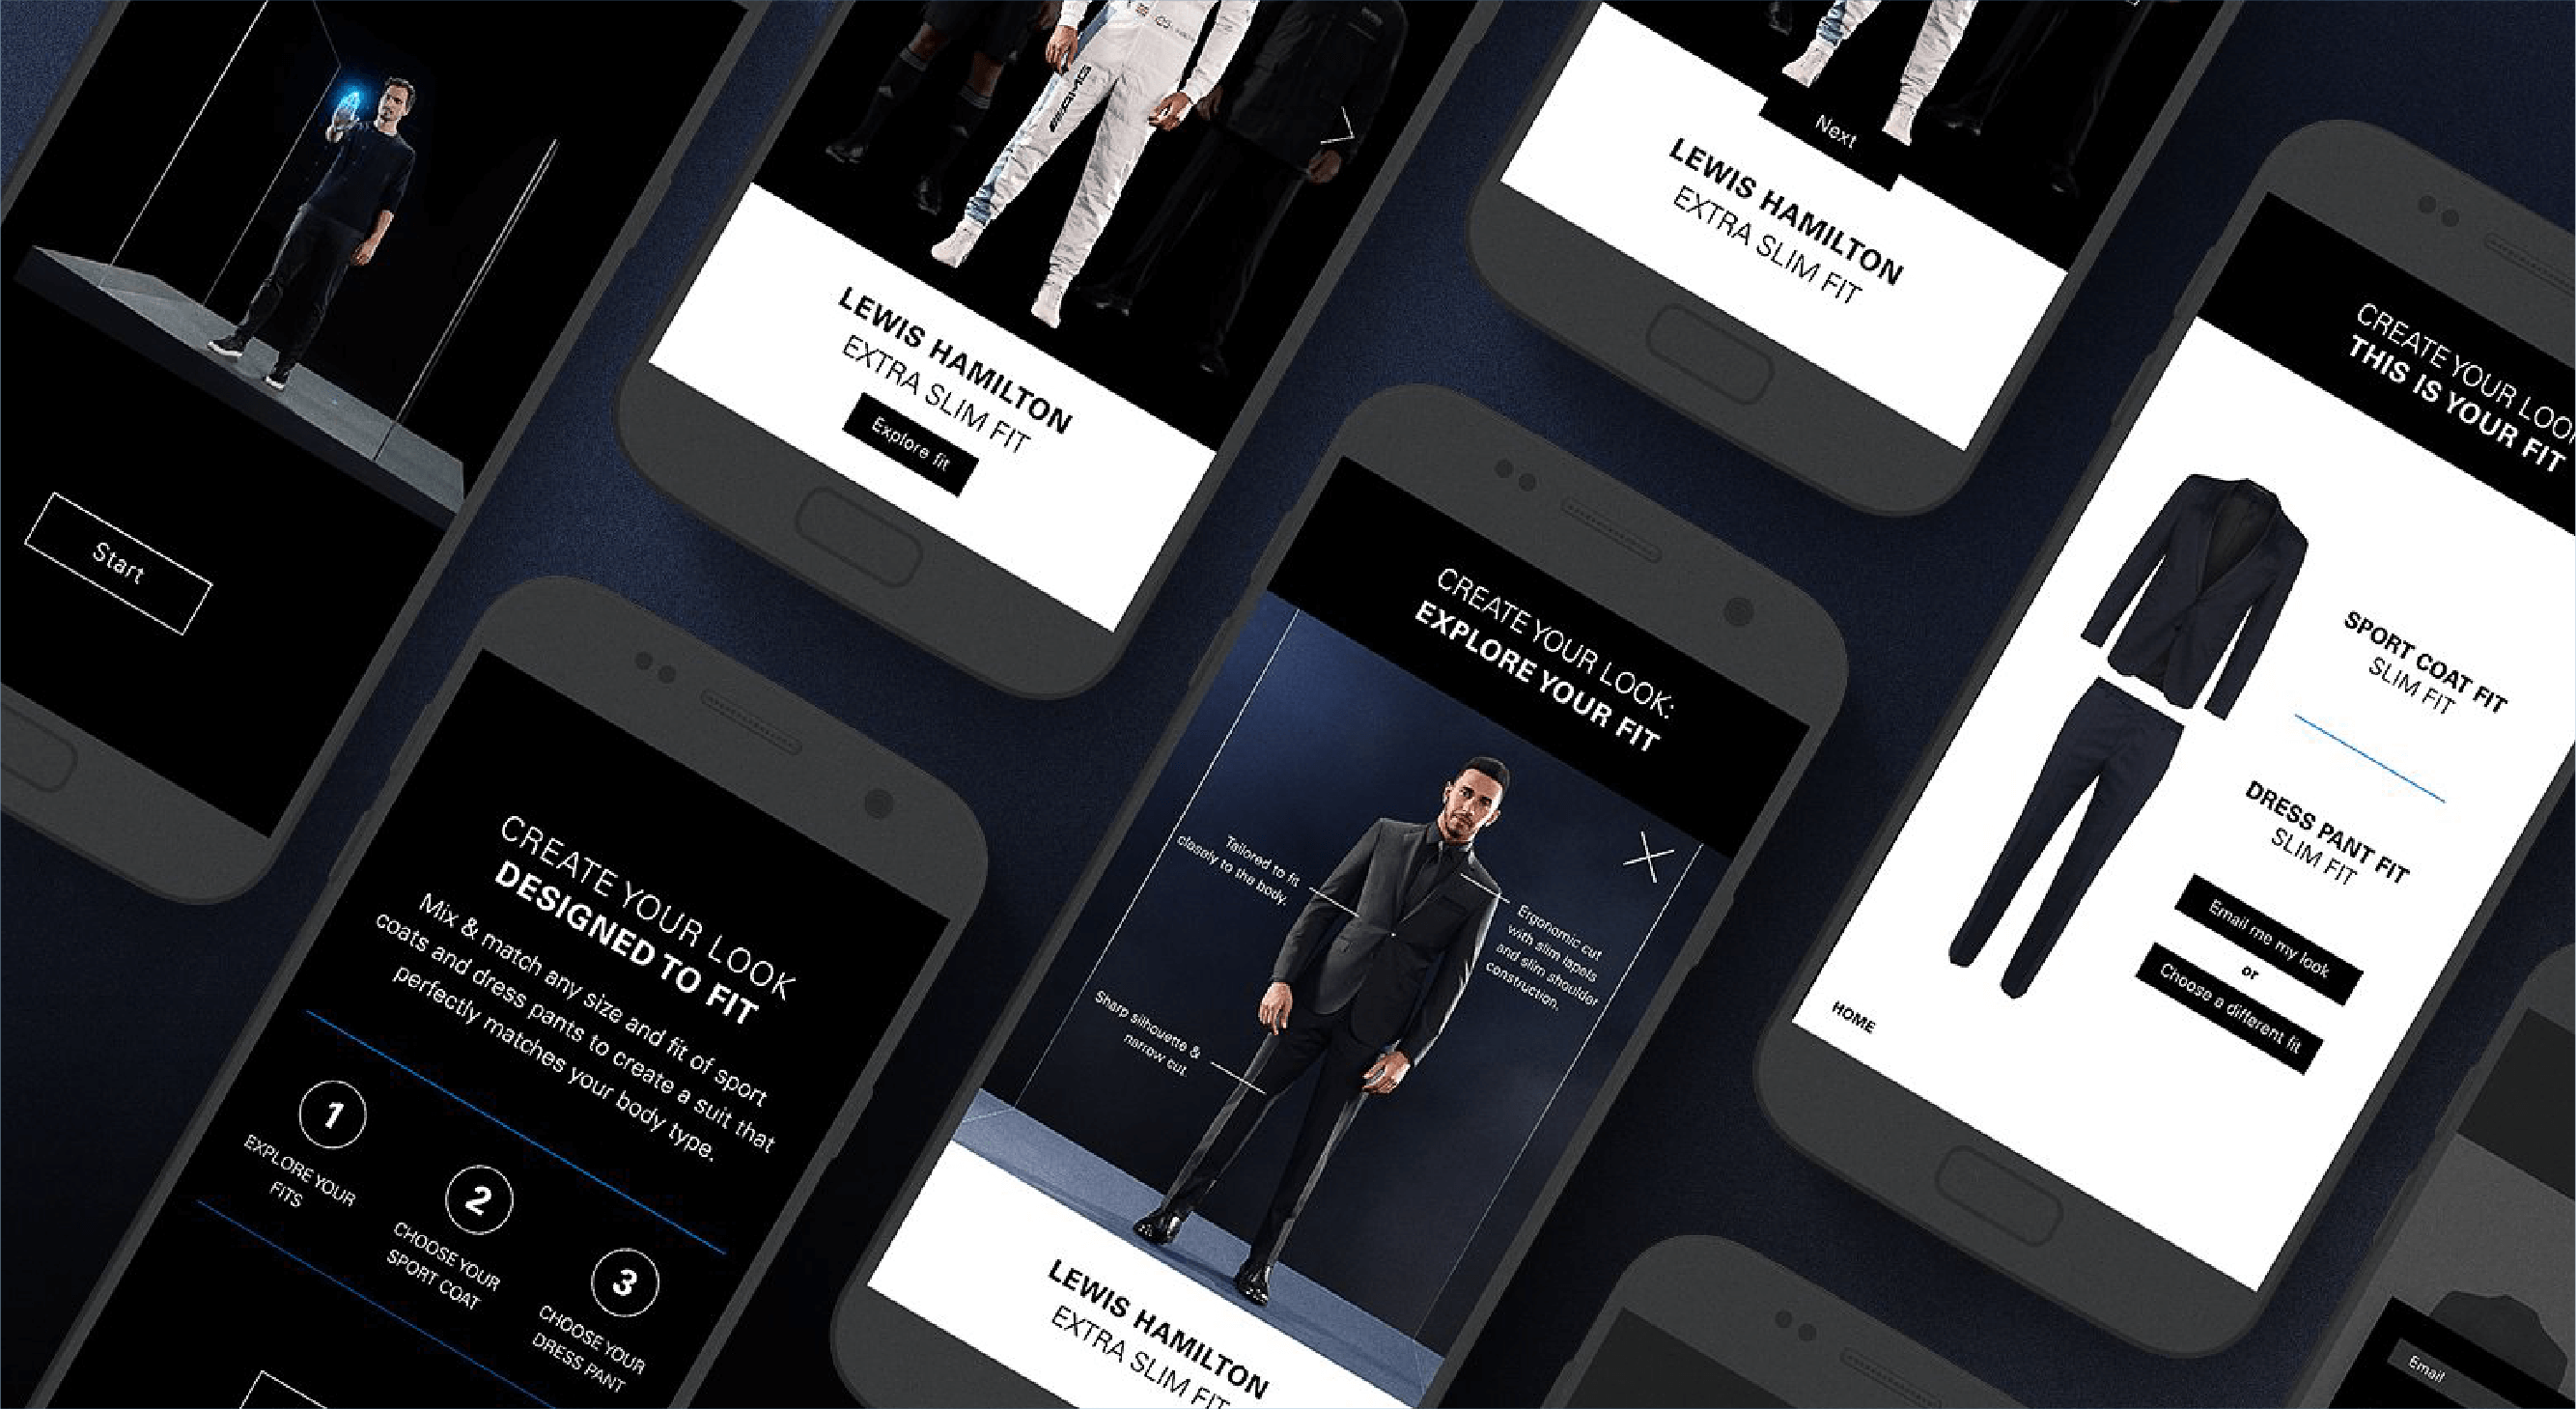 Start
AMG
LEWIS HAMILTON
EXTRA SLIM FIT
Explore fit
Next
LEWIS HAMILTON
EXTRA SLIM FIT
CREATE YOUR LOOK
DESIGNED TO FIT
Mix & match any size and fit of sport
coats and dress pants to create a suit that
perfectly matches your body type.
1
EXPLORE YOUR
FITS
2
CHOOSE YOUR
SPORT COAT
3
CHOOSE YOUR
DRESS PANT
CREATE YOUR LOOK:
EXPLORE YOUR FIT
Tailored to fit
closely to the body.
Ergonomic cut
with slim lapels
and slim shoulder
construction.
Sharp silhouette &
narrow cut.
LEWIS HAMILTON
EXTRA SLIM FIT
CREATE YOUR LOOK
THIS IS YOUR FIT
SPORT COAT FIT
SLIM FIT
DRESS PANT FIT
SLIM FIT
Email me my look
or
Choose a different fit
HOME
Email